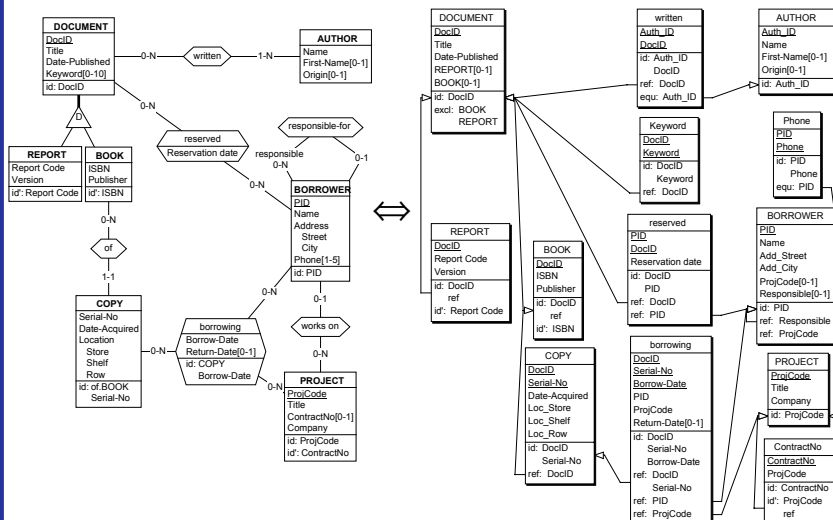 DOCUMENT
DocID
Title
Date-Published
Keyword[0-10]
id: DocID
0-N
written
1-N
AUTHOR
Name
First-Name[0-1]
Origin[0-1]
D
REPORT
Report Code
Version
id': Report Code
BOOK
ISBN
Publisher
id': ISBN
0-N
reserved
Reservation date
0-N
responsible-for
responsible
0-N
0-1
BORROWER
PID
Name
Address
Street
City
Phone[1-5]
id: PID
0-N
of
1-1
COPY
Serial-No
Date-Acquired
Location
Store
Shelf
Row
id: of.BOOK
Serial-No
0-N
borrowing
Borrow-Date
Return-Date[0-1]
id: COPY
Borrow-Date
0-N
0-N
0-1
works on
0-N
PROJECT
ProjCode
Title
ContractNo[0-1]
Company
id: ProjCode
id': ContractNo
DOCUMENT
DocID
Title
Date-Published
REPORT[0-1]
BOOK[0-1]
id: DocID
excl: BOOK
REPORT
written
Auth_ID
DocID
id: Auth_ID
DocID
ref: DocID
equ: Auth_ID
AUTHOR
Auth_ID
Name
First-Name[0-1]
Origin[0-1]
id: Auth_ID
Keyword
DocID
Keyword
id: DocID
Keyword
ref: DocID
Phone
PID
Phone
id: PID
Phone
equ: PID
REPORT
DocID
Report Code
Version
id: DocID
ref
id': Report Code
BOOK
DocID
ISBN
Publisher
id: DocID
ref
id': ISBN
reserved
PID
DocID
Reservation date
id: DocID
PID
ref: DocID
ref: PID
BORROWER
PID
Name
Add_Street
Add_City
ProjCode[0-1]
Responsible[0-1]
id: PID
ref: Responsible
ref: ProjCode
COPY
DocID
Serial-No
Date-Acquired
Loc_Store
Loc_Shelf
Loc_Row
id: DocID
Serial-No
ref: DocID
borrowing
DocID
Serial-No
Borrow-Date
PID
ProjCode
Return-Date[0-1]
id: DocID
Serial-No
Borrow-Date
ref: DocID
Serial-No
ref: PID
ref: ProjCode
PROJECT
ProjCode
Title
Company
id: ProjCode
ContractNo
ContractNo
ProjCode
id: ContractNo
id': ProjCode
ref